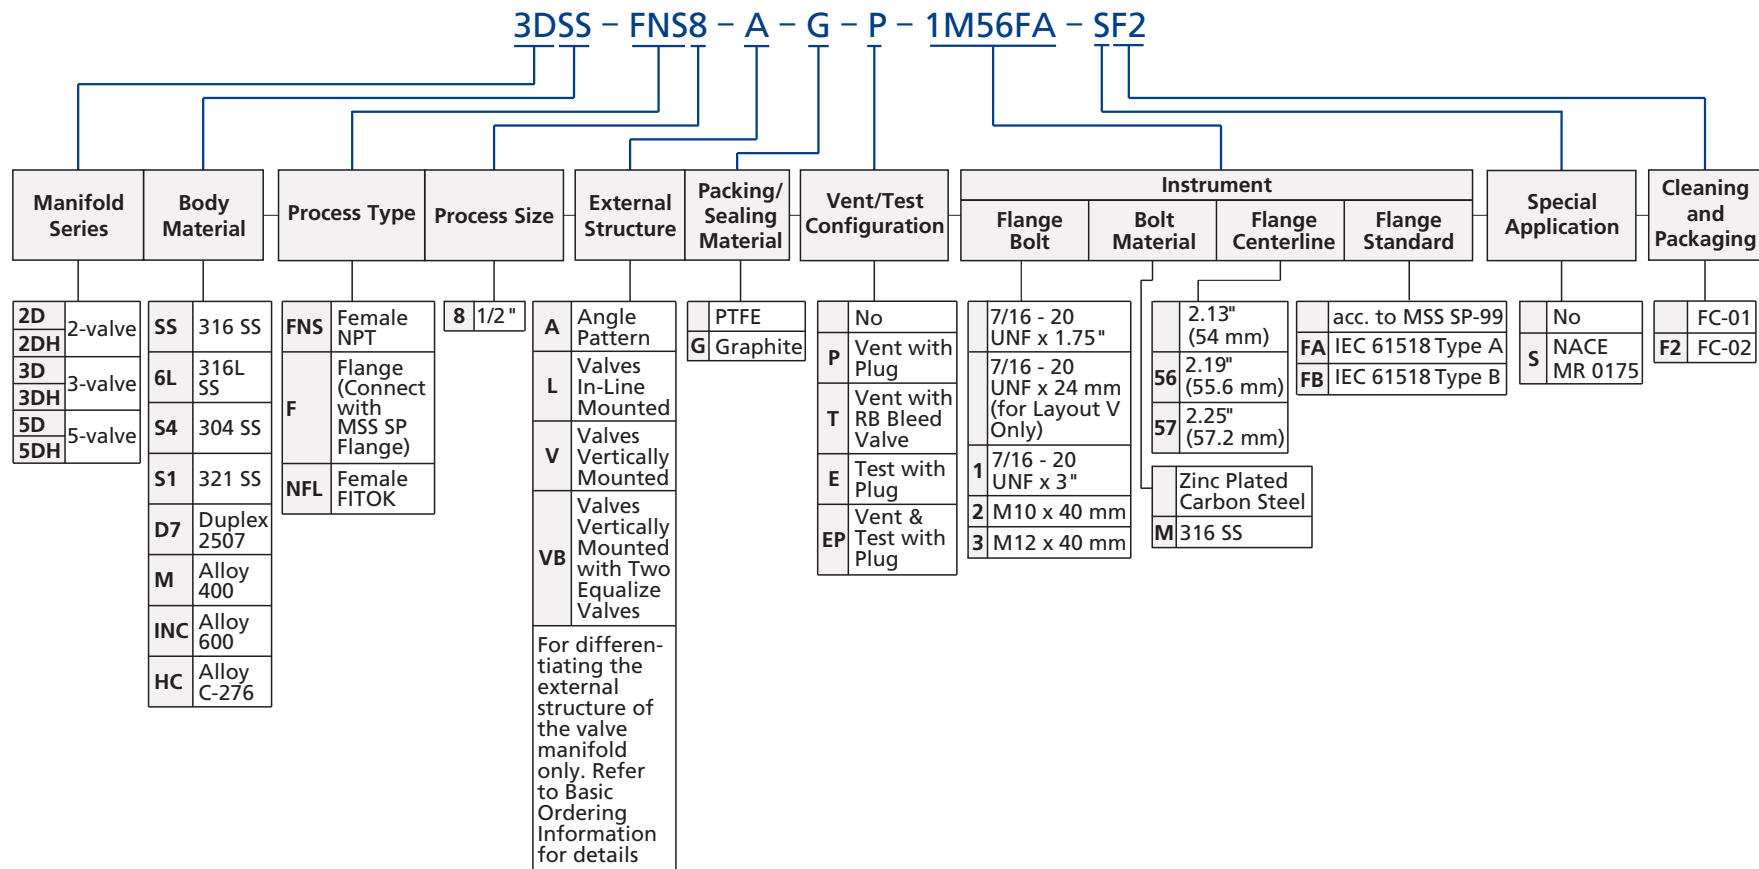 3DSS – FNS8 – A – G – P – 1M56FA – SF2
Manifold
Series
Body
Material
Process Type
Process Size
External
Structure
Packing/
Sealing
Material
Vent/Test
Configuration
Instrument
Flange
Bolt
Bolt
Material
Flange
Centerline
Flange
Standard
Special
Application
Cleaning
and
Packaging
2D
2DH
2-valve
3D
3DH
3-valve
5D
5DH
5-valve
SS 316 SS
6L 316L
SS
S4 304 SS
S1 321 SS
D7 Duplex
2507
M Alloy
400
INC Alloy
600
HC Alloy
C-276
FNS Female
NPT
F Flange
(Connect
with
MSS SP
Flange)
NFL Female
FITOK
8 1/2 "
A Angle
Pattern
L Valves
In-Line
Mounted
V Valves
Vertically
Mounted
VB Valves
Vertically
Mounted
with Two
Equalize
Valves
For differen-
tiating the
external
structure of
the valve
manifold
only. Refer
to Basic
Ordering
Information
for details
PTFE
G Graphite
No
P Vent with
Plug
T Vent with
RB Bleed
Valve
E Test with
Plug
EP Vent &
Test with
Plug
7/16 - 20
UNF x 1.75"
7/16 - 20
UNF x 24 mm
(for Layout V
Only)
1 7/16 - 20
UNF x 3"
2 M10 x 40 mm
3 M12 x 40 mm
2.13"
(54 mm)
56 2.19"
(55.6 mm)
57 2.25"
(57.2 mm)
Zinc Plated
Carbon Steel
M 316 SS
acc. to MSS SP-99
FA IEC 61518 Type A
FB IEC 61518 Type B
No
S NACE
MR 0175
FC-01
F2 FC-02